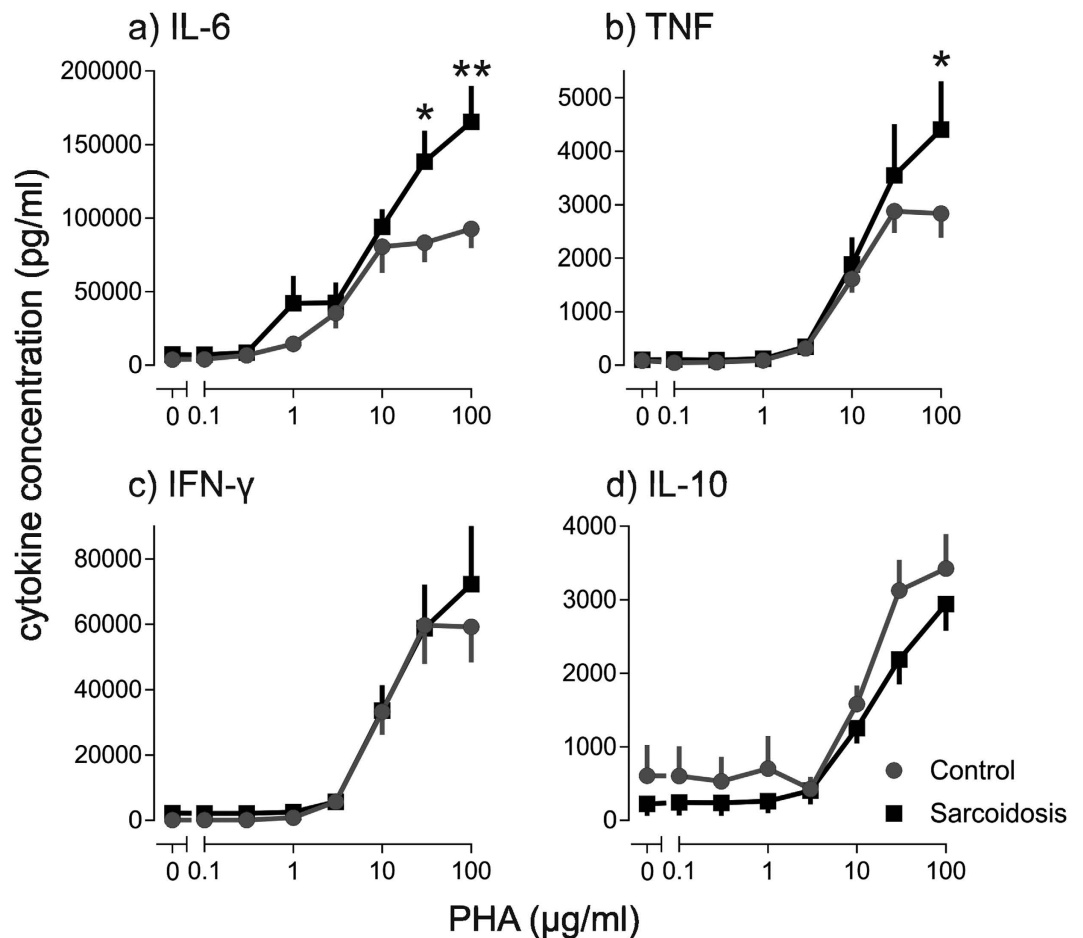 a) IL-6
b) TNF
cytokine concentration (pg/ml)
200000
150000
100000
50000
0
*
**
0 0.1 1 10 100
5000
4000
3000
2000
1000
0
*
0 0.1 1 10 100
c) IFN-γ
d) IL-10
80000
60000
40000
20000
0
0 0.1 1 10 100
4000
3000
2000
1000
0
Control
Sarcoidosis
0 0.1 1 10 100
PHA (µg/ml)